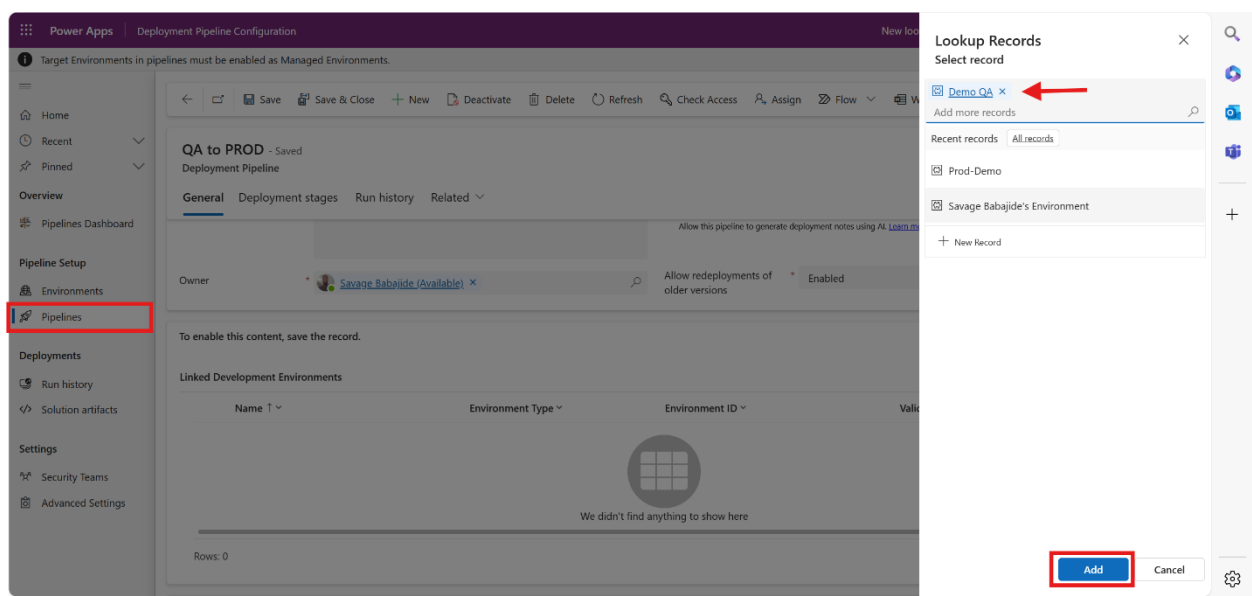 Power Apps | Deployment Pipeline Configuration
New loo
Target Environments in pipelines must be enabled as Managed Environments.
Home
Recent
Pinned
Overview
Pipelines Dashboard
Pipeline Setup
Environments
Pipelines
Deployments
Run history
Solution artifacts
Settings
Security Teams
Advanced Settings
Save
Save & Close
New
Deactivate
Delete
Refresh
Check Access
Assign
Flow
W
QA to PROD - Saved
Deployment Pipeline
General
Deployment stages
Run history
Related
Allow this pipeline to generate deployment notes using AI. Learn mo
Owner
*
Savage Babajide (Available)
Allow redeployments of
older versions
*
Enabled
To enable this content, save the record.
Linked Development Environments
Name
Environment Type
Environment ID
Valid
We didn't find anything to show here
Rows: 0
Lookup Records
Select record
Demo QA
Add more records
Recent records
All records
Prod-Demo
Savage Babajide's Environment
New Record
Add
Cancel